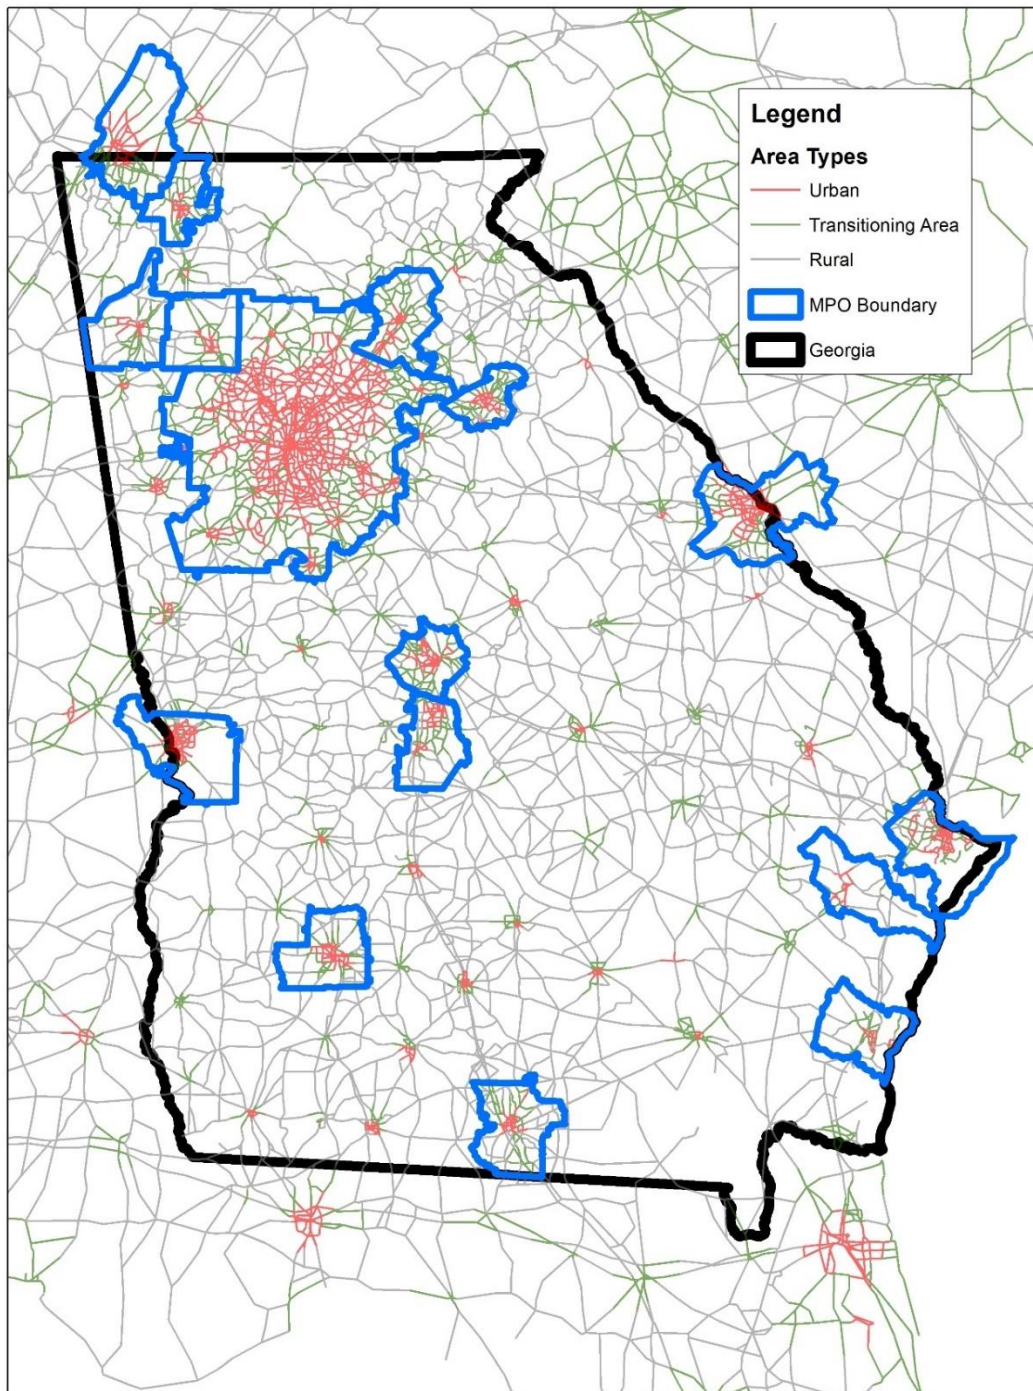 Legend
Area Types
Urban
Transitioning Area
Rural
MPO Boundary
Georgia